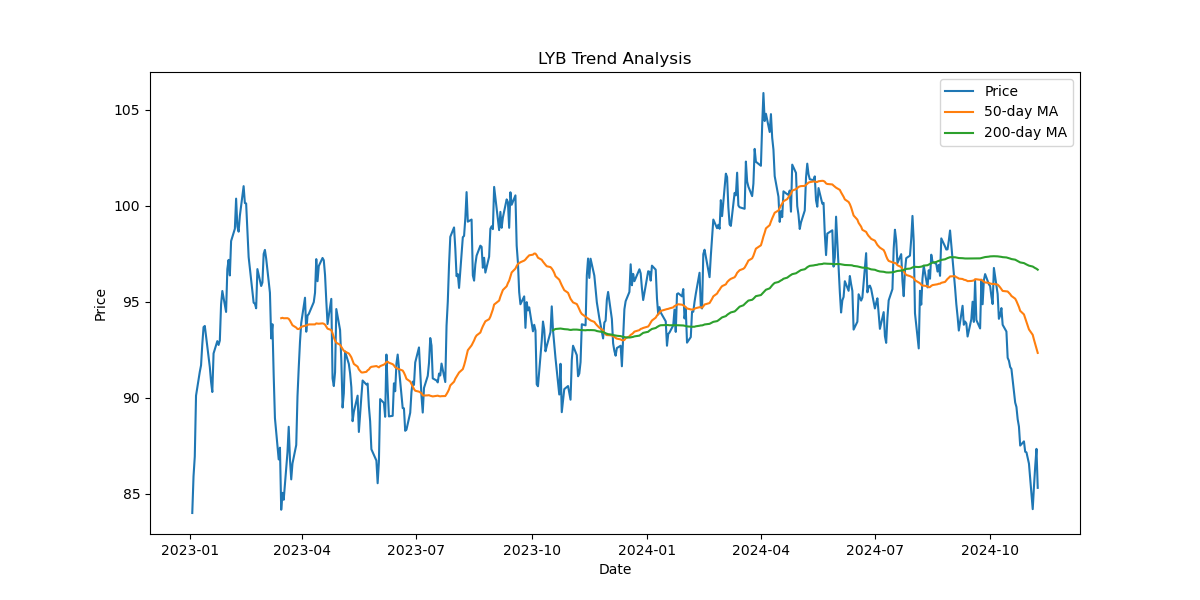 LYB Trend Analysis
Price
50-day MA
200-day MA
105
100
95
90
85
Price
2023-01
2023-04
2023-07
2023-10
2024-01
2024-04
2024-07
2024-10
Date